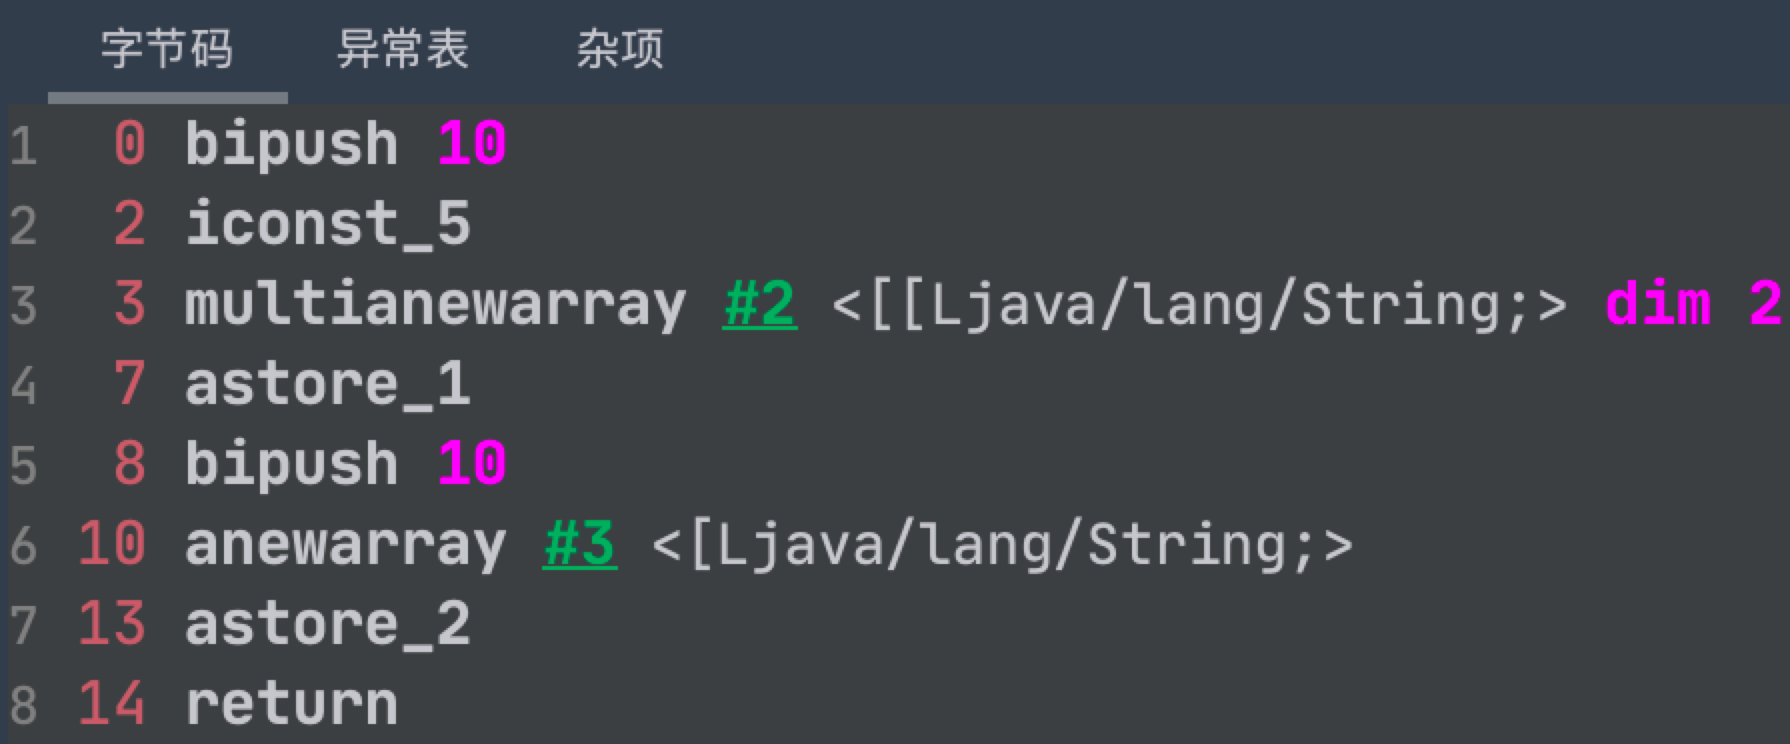 字节码 异常表 杂项
1 0 bipush 10
2 2 iconst_5
3 3 multianewarray #2 <[[Ljava/lang/String;> dim 2
4 7 astore_1
5 8 bipush 10
6 10 anewarray #3 <[Ljava/lang/String;>
7 13 astore_2
8 14 return